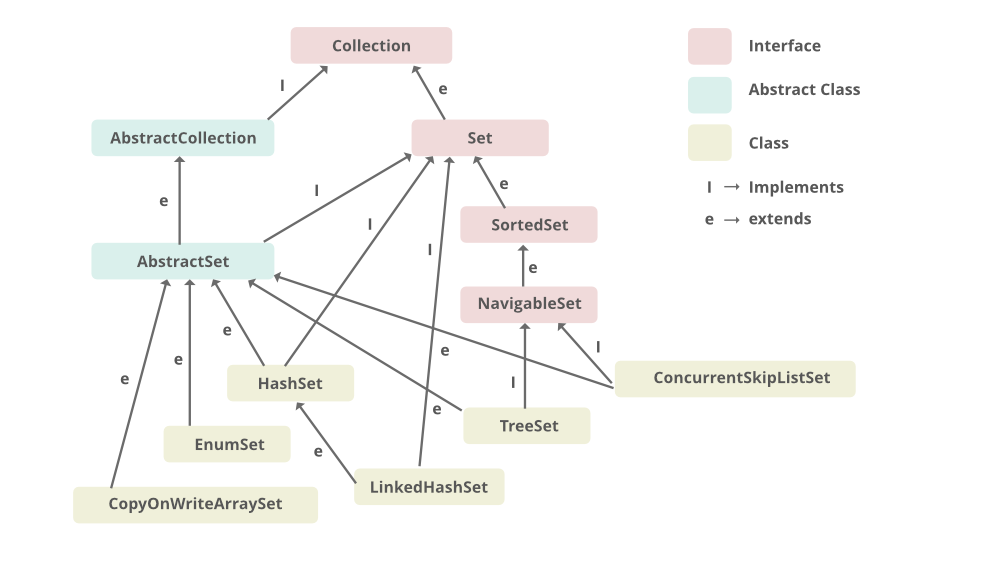 Collection
Interface
I
e
Abstract Class
AbstractCollection
Set
Class
I
e
I → Implements
e
I
SortedSet
e → extends
I
AbstractSet
e
NavigableSet
e
e
I
e
e
I
ConcurrentSkipListSet
HashSet
e
TreeSet
EnumSet
e
LinkedHashSet
CopyOnWriteArraySet